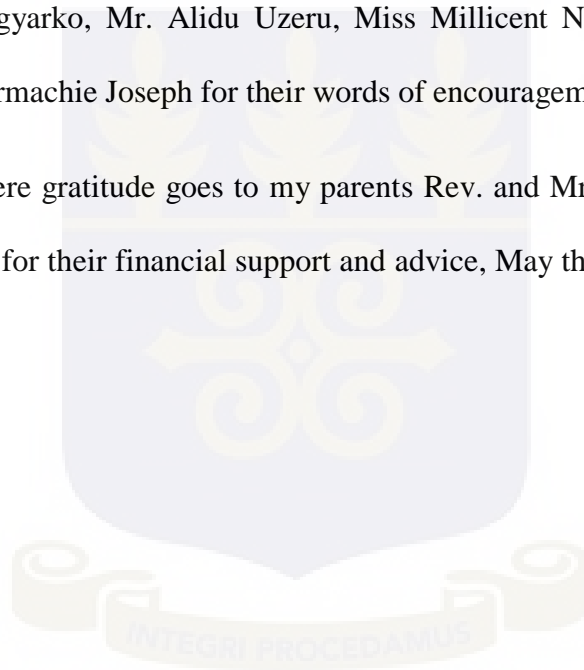 gyarko, Mr. Alidu Uzeru, Miss Millicent N
rmachie Joseph for their words of encouragem
ere gratitude goes to my parents Rev. and Mr
for their financial support and advice, May th
INTEGRI PROCEDAMUS